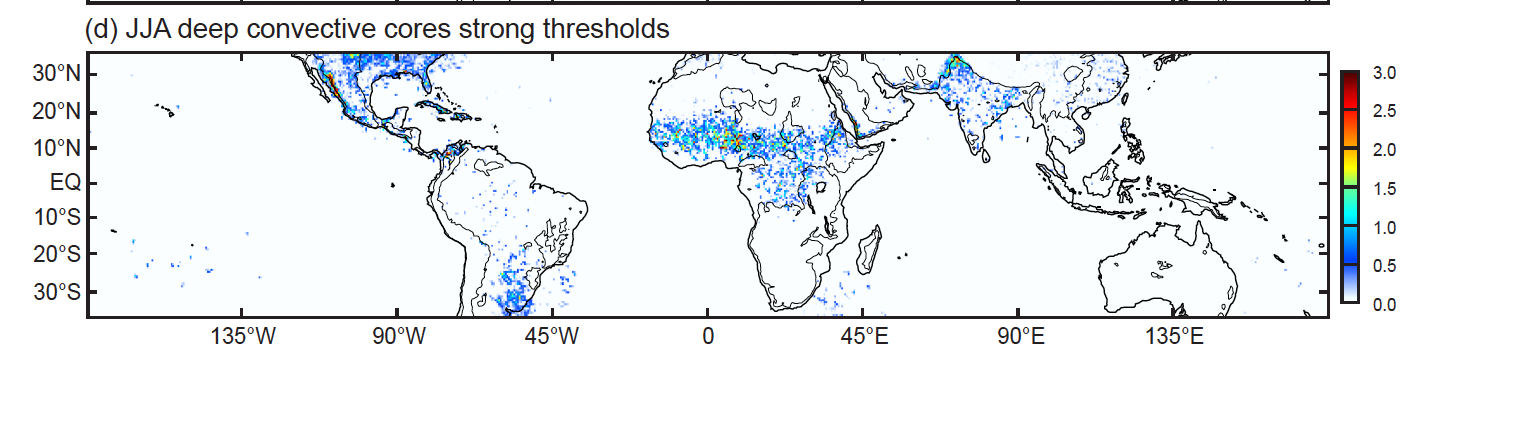 (d) JJA deep convective cores strong thresholds
30°N
20°N
10°N
EQ
10°S
20°S
30°S
135°W
90°W
45°W
0
45°E
90°E
135°E
3.0
2.5
2.0
1.5
1.0
0.5
0.0